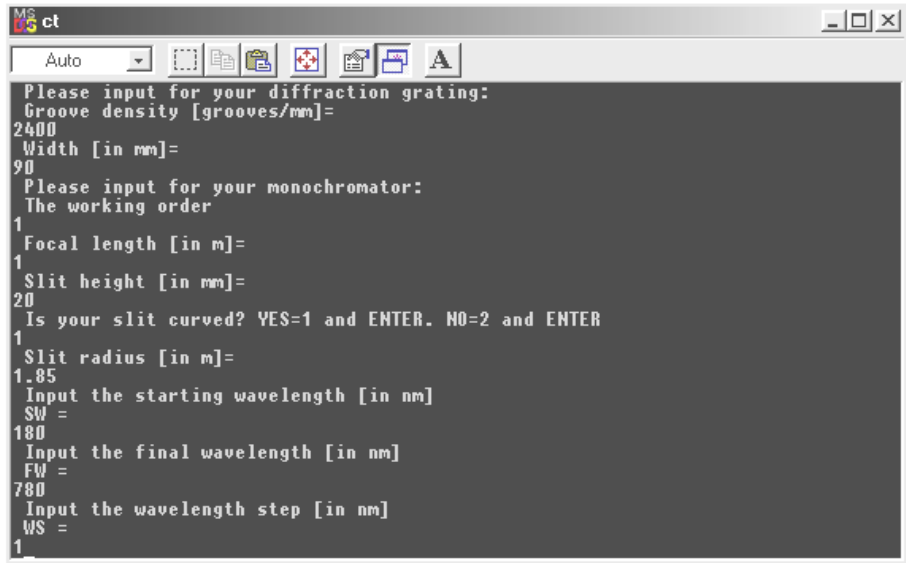 MS DOS ct
Auto A
Please input for your diffraction grating:
Groove density [grooves/mm]=
2400
Width [in mm]=
90
Please input for your monochromator:
The working order
1
Focal length [in m]=
1
Slit height [in mm]=
20
Is your slit curved? YES=1 and ENTER. NO=2 and ENTER
1
Slit radius [in m]=
1.85
Input the starting wavelength [in nm]
SW =
180
Input the final wavelength [in nm]
FW =
780
Input the wavelength step [in nm]
WS =
1